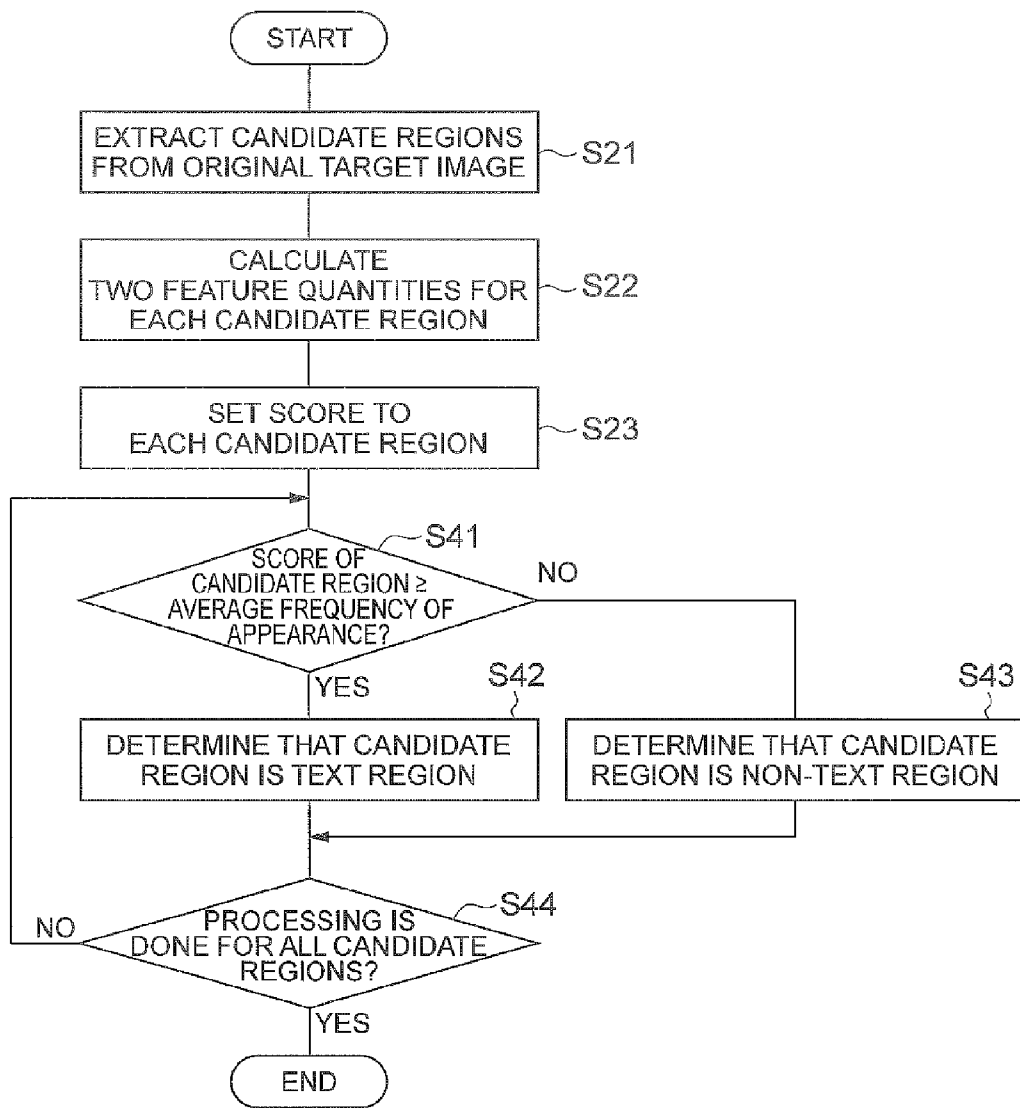 START
EXTRACT CANDIDATE REGIONS
FROM ORIGINAL TARGET IMAGE
S21
CALCULATE
TWO FEATURE QUANTITIES FOR
EACH CANDIDATE REGION
S22
SET SCORE TO
EACH CANDIDATE REGION
S23
S41
SCORE OF
CANDIDATE REGION ≥
AVERAGE FREQUENCY OF
APPEARANCE?
NO
YES
S42
DETERMINE THAT CANDIDATE
REGION IS TEXT REGION
S43
DETERMINE THAT CANDIDATE
REGION IS NON-TEXT REGION
S44
PROCESSING IS
DONE FOR ALL CANDIDATE
REGIONS?
NO
YES
END